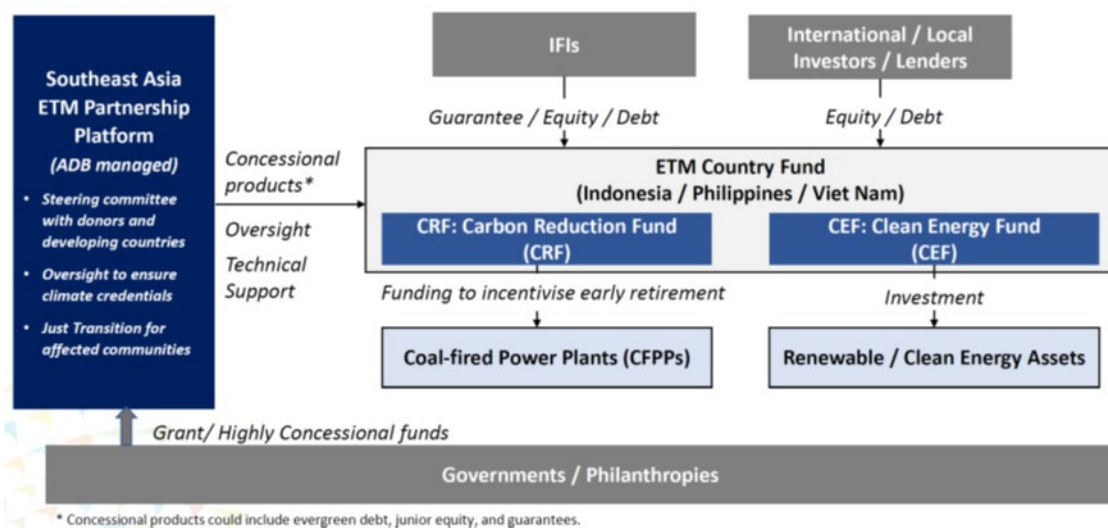 Southeast Asia
ETM Partnership
Platform
(ADB managed)
• Steering committee
with donors and
developing countries
• Oversight to ensure
climate credentials
• Just Transition for
affected communities
Concessional
products*
Oversight
Technical
Support
IFIs
Guarantee / Equity / Debt
International / Local
Investors / Lenders
Equity / Debt
ETM Country Fund
(Indonesia / Philippines / Viet Nam)
CRF: Carbon Reduction Fund
(CRF)
CEF: Clean Energy Fund
(CEF)
Funding to incentivise early retirement
Investment
Coal-fired Power Plants (CFPPs)
Renewable / Clean Energy Assets
Grant/ Highly Concessional funds
Governments / Philanthropies
* Concessional products could include evergreen debt, junior equity, and guarantees.